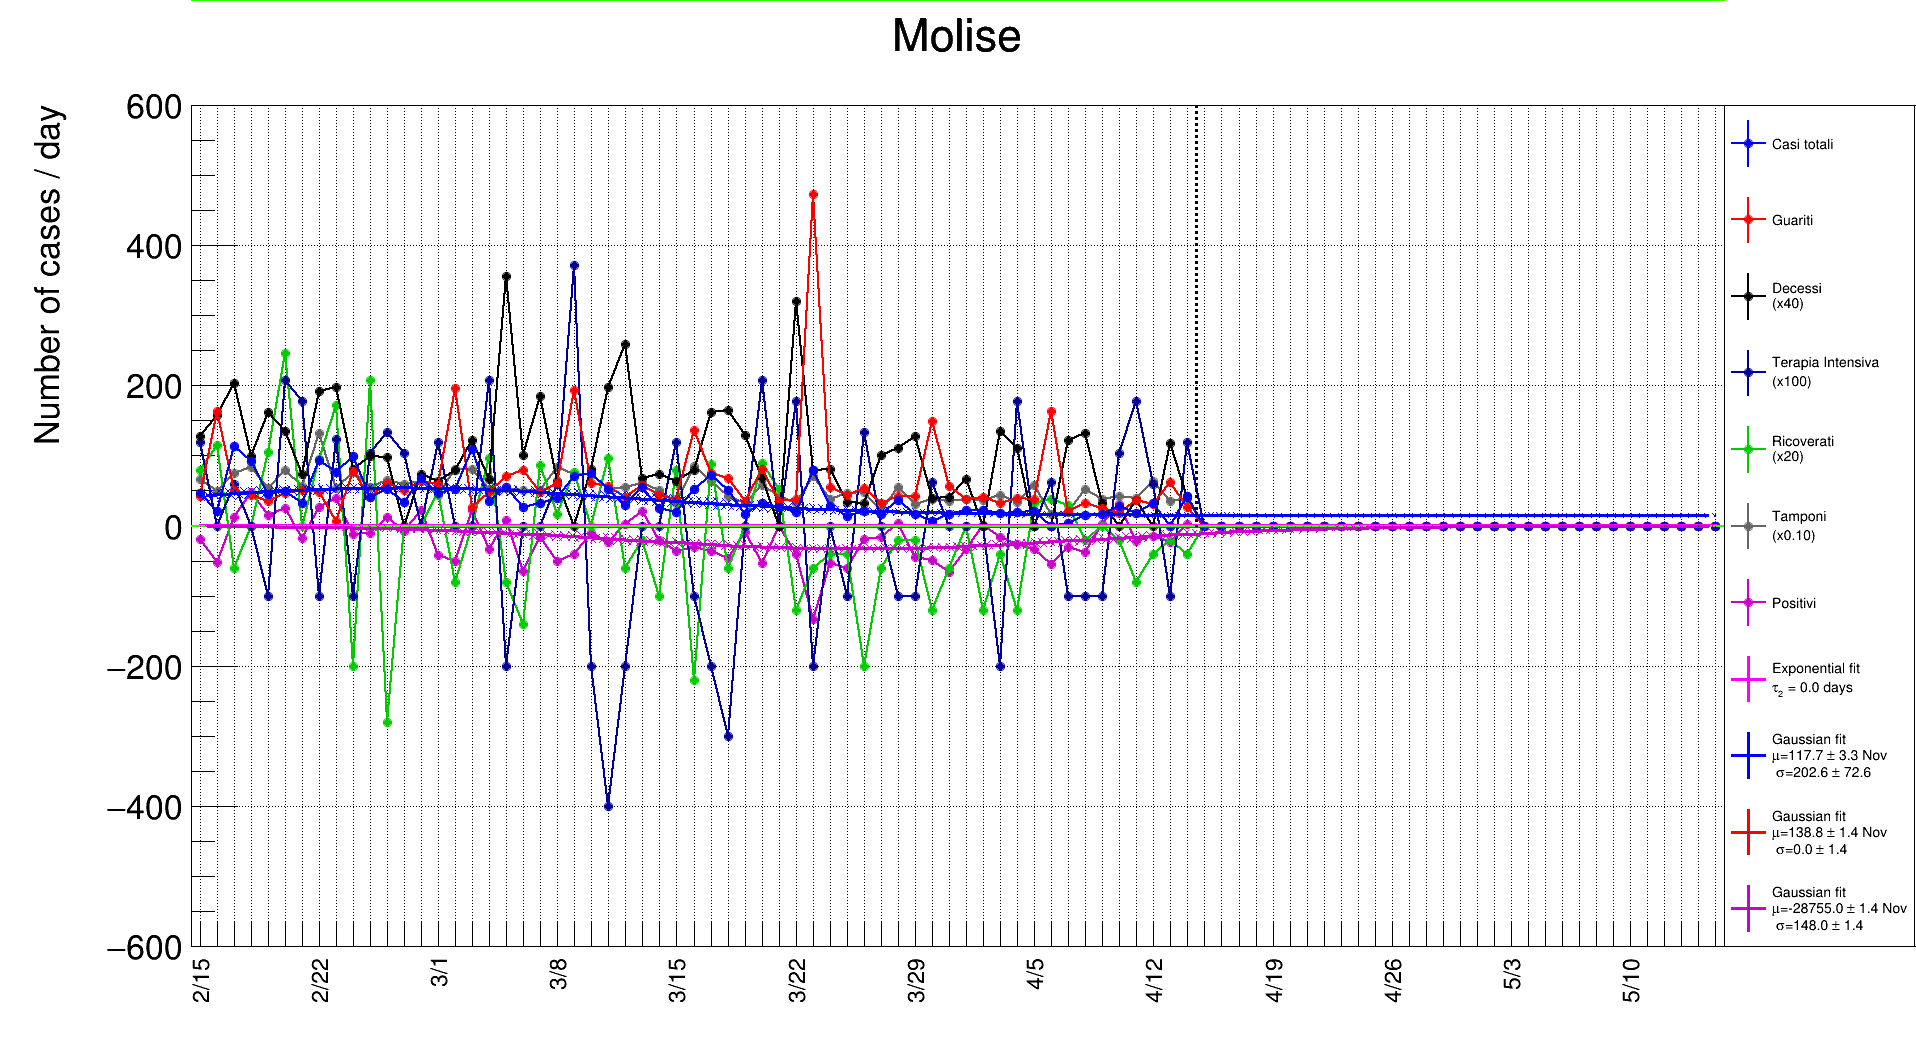 Molise
Number of cases / day
600
400
200
0
−200
−400
−600
2/15
2/22
3/1
3/8
3/15
3/22
3/29
4/5
4/12
4/19
4/26
5/3
5/10
Casi totali
Guariti
Decessi
(x40)
Terapia Intensiva
(x100)
Ricoverati
(x20)
Tamponi
(x0.10)
Positivi
Exponential fit
τ₂ = 0.0 days
Gaussian fit
μ=117.7 ± 3.3 Nov
σ=202.6 ± 72.6
Gaussian fit
μ=138.8 ± 1.4 Nov
σ=0.0 ± 1.4
Gaussian fit
μ=-28755.0 ± 1.4 Nov
σ=148.0 ± 1.4